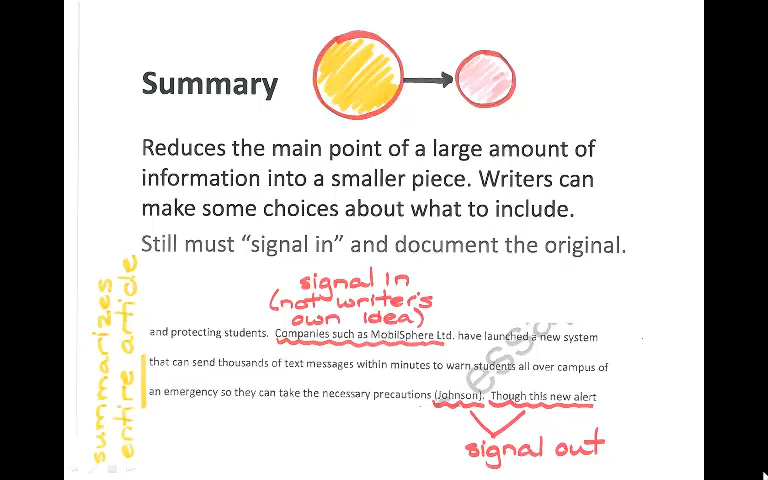 Summary
Reduces the main point of a large amount of
information into a smaller piece. Writers can
make some choices about what to include.
Still must “signal in” and document the original.
signal in
(not writer's
own idea)
and protecting students. Companies such as MobilSphere Ltd. have launched a new system
that can send thousands of text messages within minutes to warn students all over campus of
an emergency so they can take the necessary precautions (Johnson). Though this new alert
signal out
summarizes
entire article